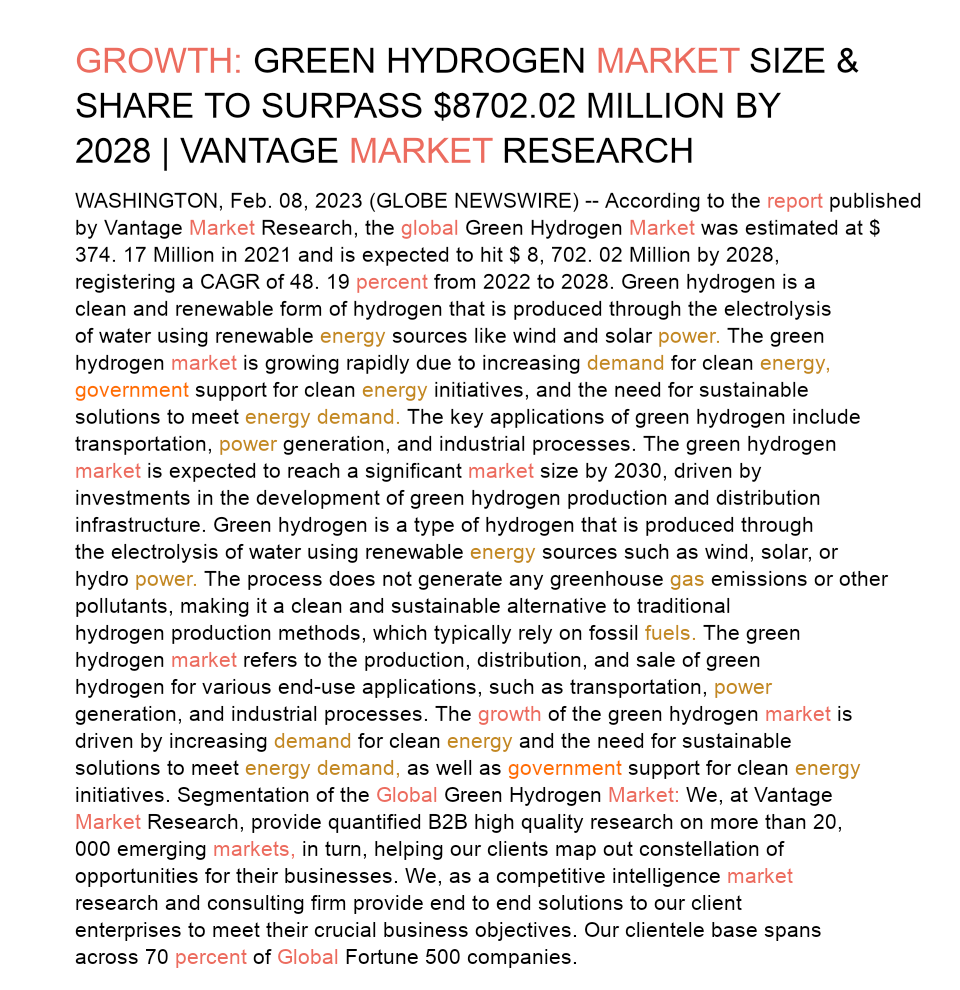 GROWTH: GREEN HYDROGEN MARKET SIZE &
SHARE TO SURPASS $8702.02 MILLION BY
2028 | VANTAGE MARKET RESEARCH
WASHINGTON, Feb. 08, 2023 (GLOBE NEWSWIRE) -- According to the report published
by Vantage Market Research, the global Green Hydrogen Market was estimated at $
374. 17 Million in 2021 and is expected to hit $ 8, 702. 02 Million by 2028,
registering a CAGR of 48. 19 percent from 2022 to 2028. Green hydrogen is a
clean and renewable form of hydrogen that is produced through the electrolysis
of water using renewable energy sources like wind and solar power. The green
hydrogen market is growing rapidly due to increasing demand for clean energy,
government support for clean energy initiatives, and the need for sustainable
solutions to meet energy demand. The key applications of green hydrogen include
transportation, power generation, and industrial processes. The green hydrogen
market is expected to reach a significant market size by 2030, driven by
investments in the development of green hydrogen production and distribution
infrastructure. Green hydrogen is a type of hydrogen that is produced through
the electrolysis of water using renewable energy sources such as wind, solar, or
hydro power. The process does not generate any greenhouse gas emissions or other
pollutants, making it a clean and sustainable alternative to traditional
hydrogen production methods, which typically rely on fossil fuels. The green
hydrogen market refers to the production, distribution, and sale of green
hydrogen for various end-use applications, such as transportation, power
generation, and industrial processes. The growth of the green hydrogen market is
driven by increasing demand for clean energy and the need for sustainable
solutions to meet energy demand, as well as government support for clean energy
initiatives. Segmentation of the Global Green Hydrogen Market: We, at Vantage
Market Research, provide quantified B2B high quality research on more than 20,
000 emerging markets, in turn, helping our clients map out constellation of
opportunities for their businesses. We, as a competitive intelligence market
research and consulting firm provide end to end solutions to our client
enterprises to meet their crucial business objectives. Our clientele base spans
across 70 percent of Global Fortune 500 companies.